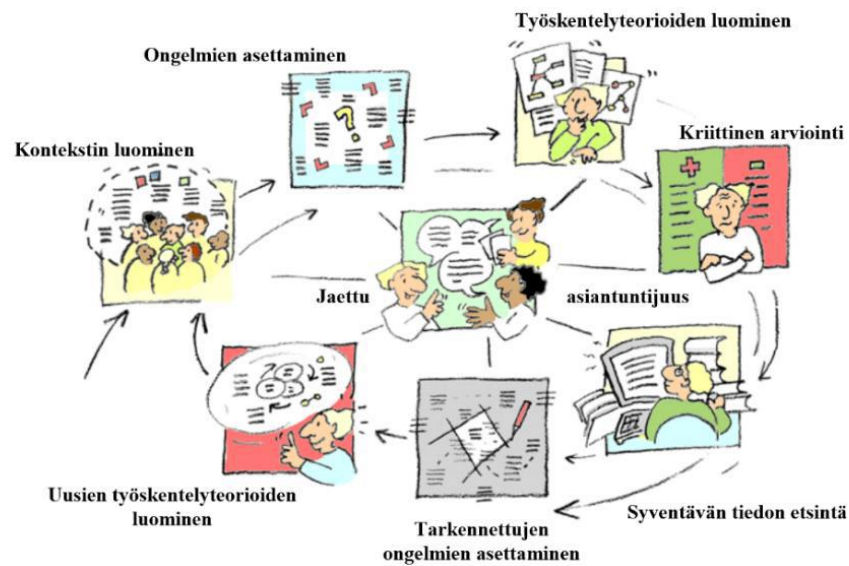 Työskentelyteorioiden luominen
Ongelmien asettaminen
Kriittinen arviointi
Kontekstin luominen
Jaettu asiantuntijuus
Uusien työskentelyteorioiden
luominen
Syventävän tiedon etsintä
Tarkennettujen
ongelmien asettaminen